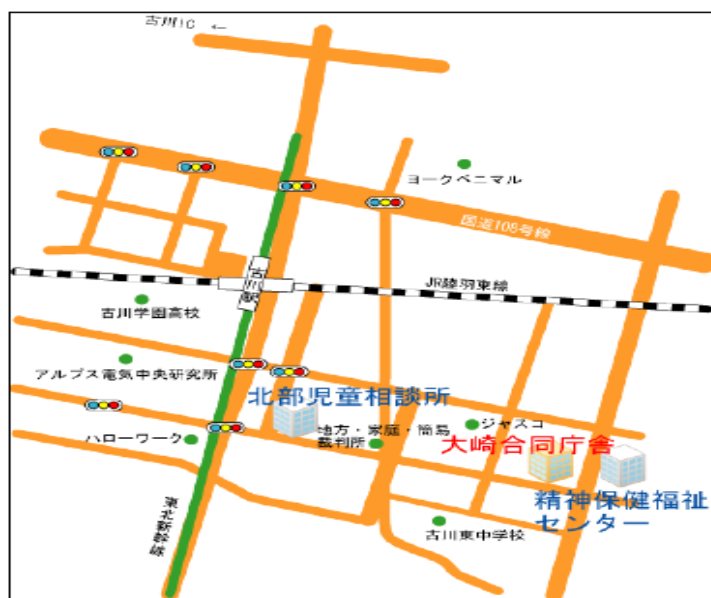 古川IC ←
ヨークベニマル
国道108号線
JR陸羽東線
古川駅
古川学園高校
アルプス電気中央研究所
北部児童相談所
ハローワーク
地方・家庭・簡易
裁判所
ジャスコ
大崎合同庁舎
精神保健福祉
センター
東北新幹線
古川東中学校